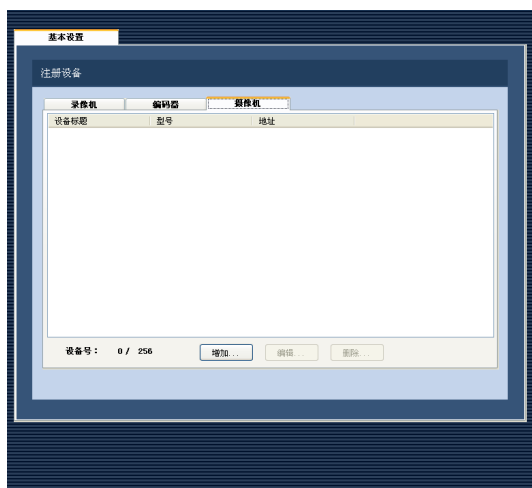 基本设置
注册设备
录像机 编码器 摄像机
设备标题 型号 地址
设备号： 0 / 256 增加... 编辑... 删除...